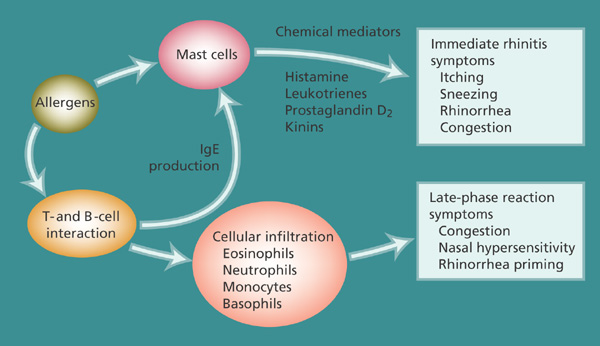 Allergens
Mast cells
Chemical mediators
Histamine
Leukotrienes
Prostaglandin D₂
Kinins
Immediate rhinitis
symptoms
Itching
Sneezing
Rhinorrhea
Congestion
IgE
production
T- and B-cell
interaction
Cellular infiltration
Eosinophils
Neutrophils
Monocytes
Basophils
Late-phase reaction
symptoms
Congestion
Nasal hypersensitivity
Rhinorrhea priming